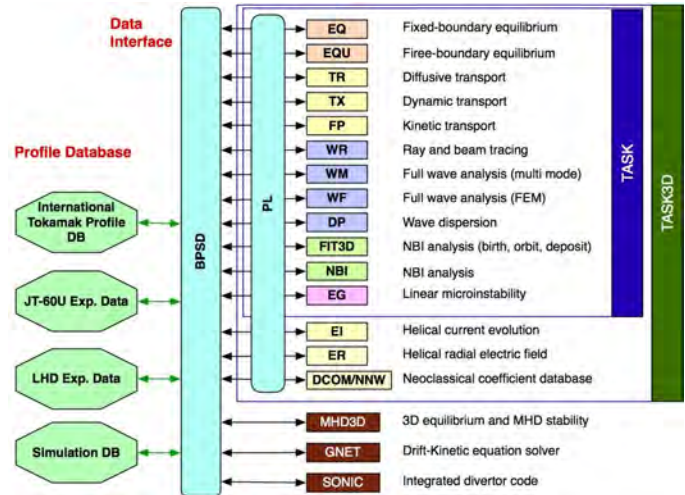 Data
Interface
Profile Database
International
Tokamak Profile
DB
JT-60U Exp. Data
LHD Exp. Data
Simulation DB
BPSD
PL
EQ Fixed-boundary equilibrium
EQU Firee-boundary equilibrium
TR Diffusive transport
TX Dynamic transport
FP Kinetic transport
WR Ray and beam tracing
WM Full wave analysis (multi mode)
WF Full wave analysis (FEM)
DP Wave dispersion
FIT3D NBI analysis (birth, orbit, deposit)
NBI NBI analysis
EG Linear microinstability
EI Helical current evolution
ER Helical radial electric field
DCOM/NNW Neoclassical coefficient database
MHD3D 3D equilibrium and MHD stability
GNET Drift-Kinetic equation solver
SONIC Integrated divertor code
TASK
TASK3D